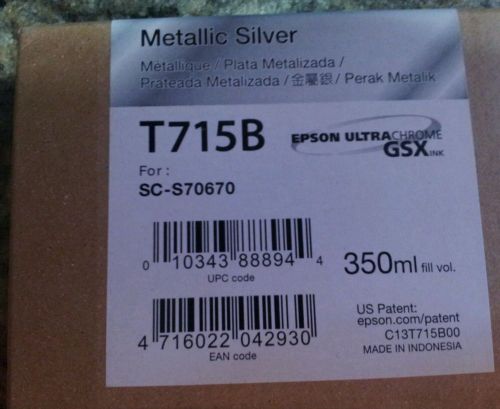 Metallic Silver
Métallique / Plata Metalizada /
Prateada Metalizada / 金屬銀 / Perak Metalik
T715B
EPSON ULTRACHROME
GSX INK
For :
SC-S70670
0 10343 88894 4
UPC code
350ml fill vol.
4 716022 042930
EAN code
US Patent:
epson.com/patent
C13T715B00
MADE IN INDONESIA